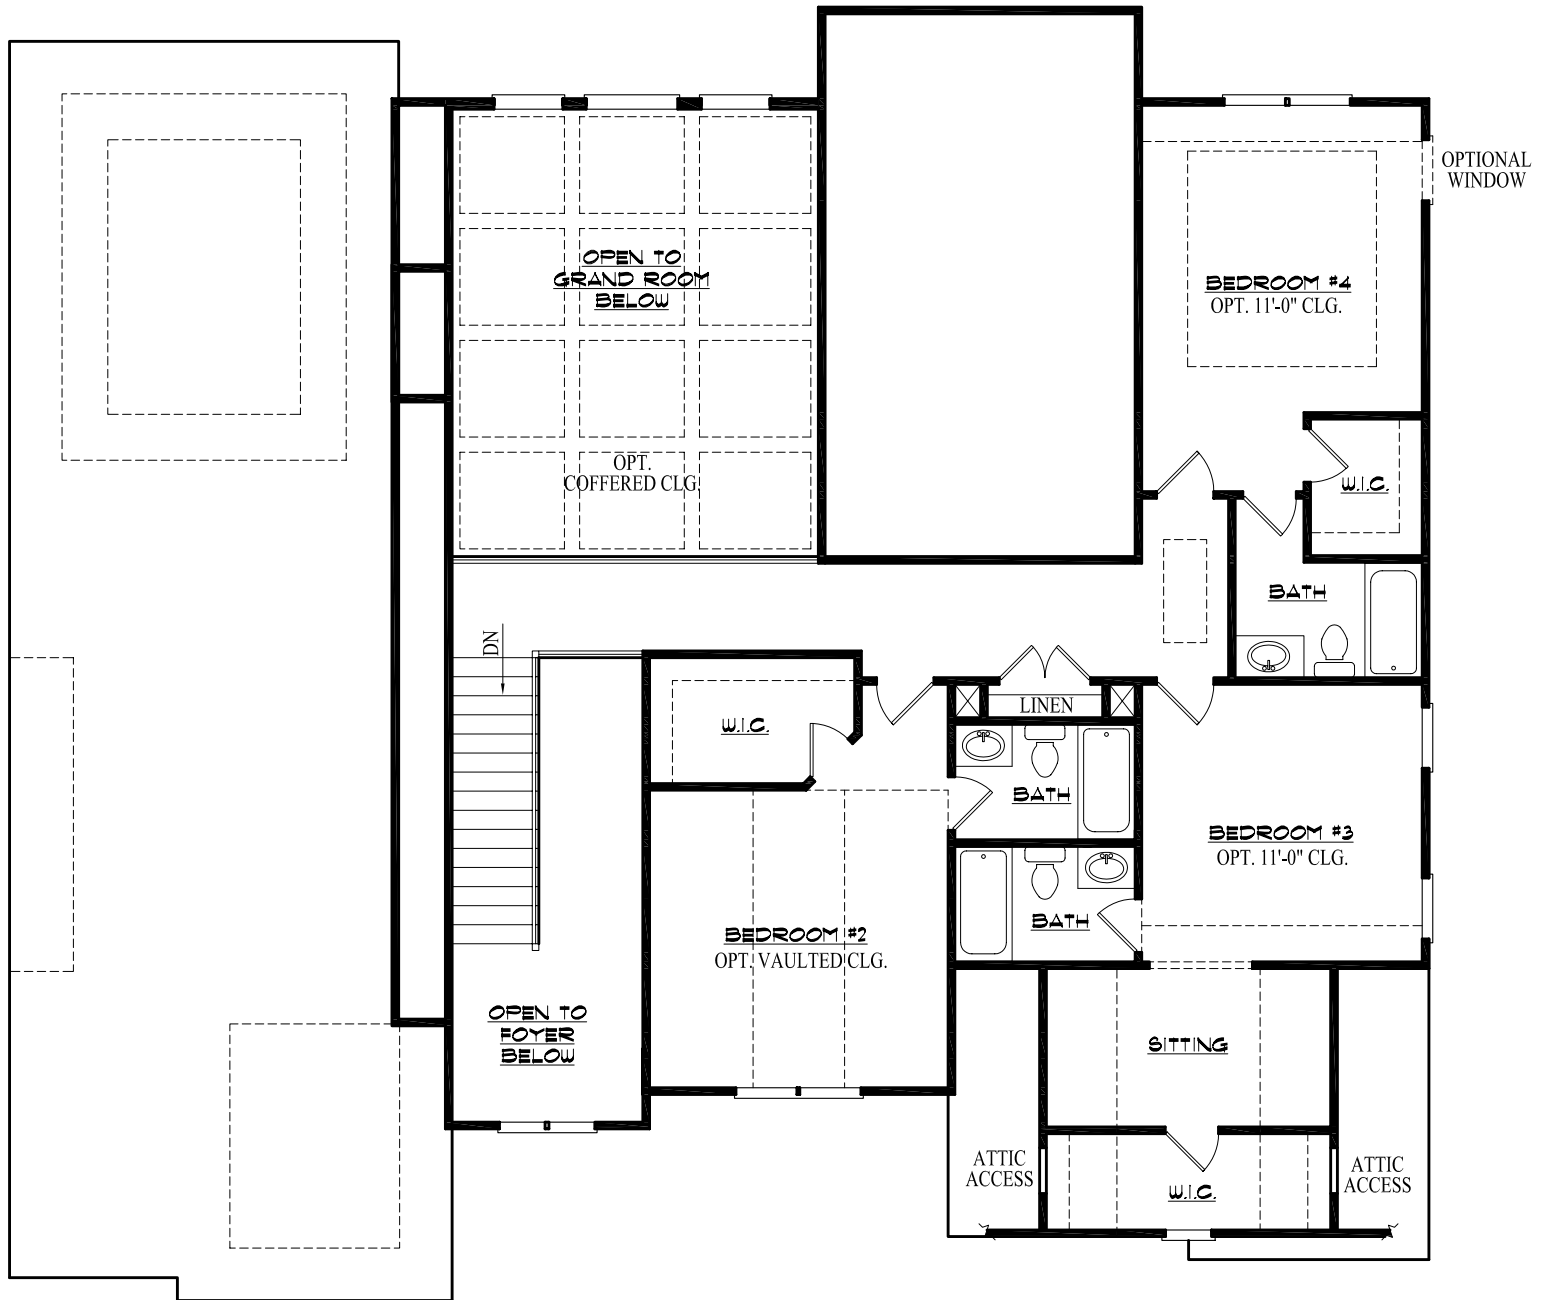 OPTIONAL
WINDOW
OPEN TO
GRAND ROOM
BELOW
BEDROOM #4
OPT. 11'-0" CLG.
OPT.
COFFERED CLG.
W.I.C.
BATH
DN
LINEN
W.I.C.
BATH
BEDROOM #3
OPT. 11'-0" CLG.
BATH
BEDROOM #2
OPT. VAULTED CLG.
OPEN TO
FOYER
BELOW
SITTING
ATTIC
ACCESS
W.I.C.
ATTIC
ACCESS